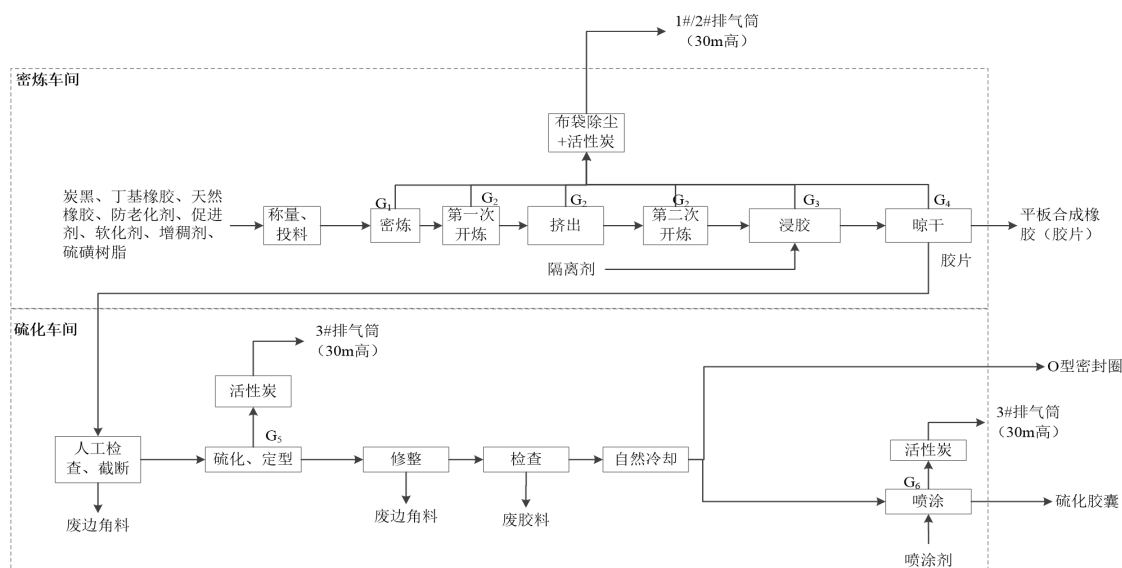 1#/2#排气筒
（30m高）
密炼车间
布袋除尘
+活性炭
炭黑、丁基橡胶、天然
橡胶、防老化剂、促进
剂、软化剂、增稠剂、
硫磺树脂
称量、
投料
G₁
密炼
G₂
第一次
开炼
G₂
挤出
G₂
第二次
开炼
G₃
浸胶
G₄
晾干
平板合成橡
胶（胶片）
隔离剂
胶片
硫化车间
3#排气筒
（30m高）
活性炭
G₅
人工检
查、截断
硫化、定型
修整
检查
自然冷却
废边角料
废边角料
废胶料
O型密封圈
3#排气筒
（30m高）
活性炭
G₆
喷涂
硫化胶囊
喷涂剂